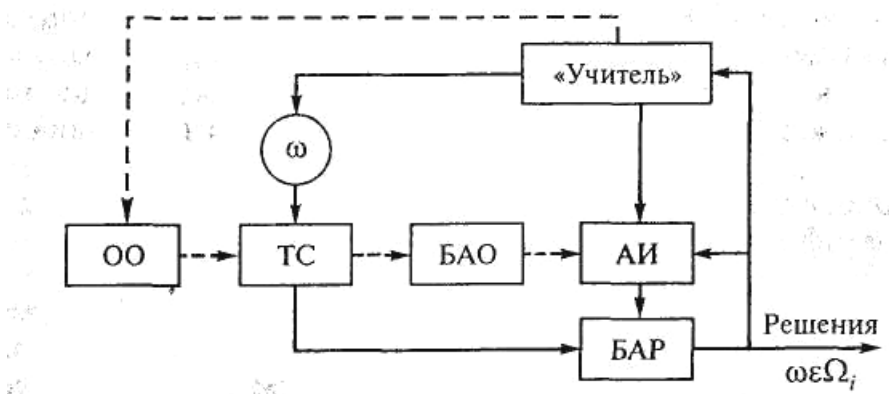 «Учитель»
ω
ОО
ТС
БАО
АИ
БАР
Решения
ωεΩi